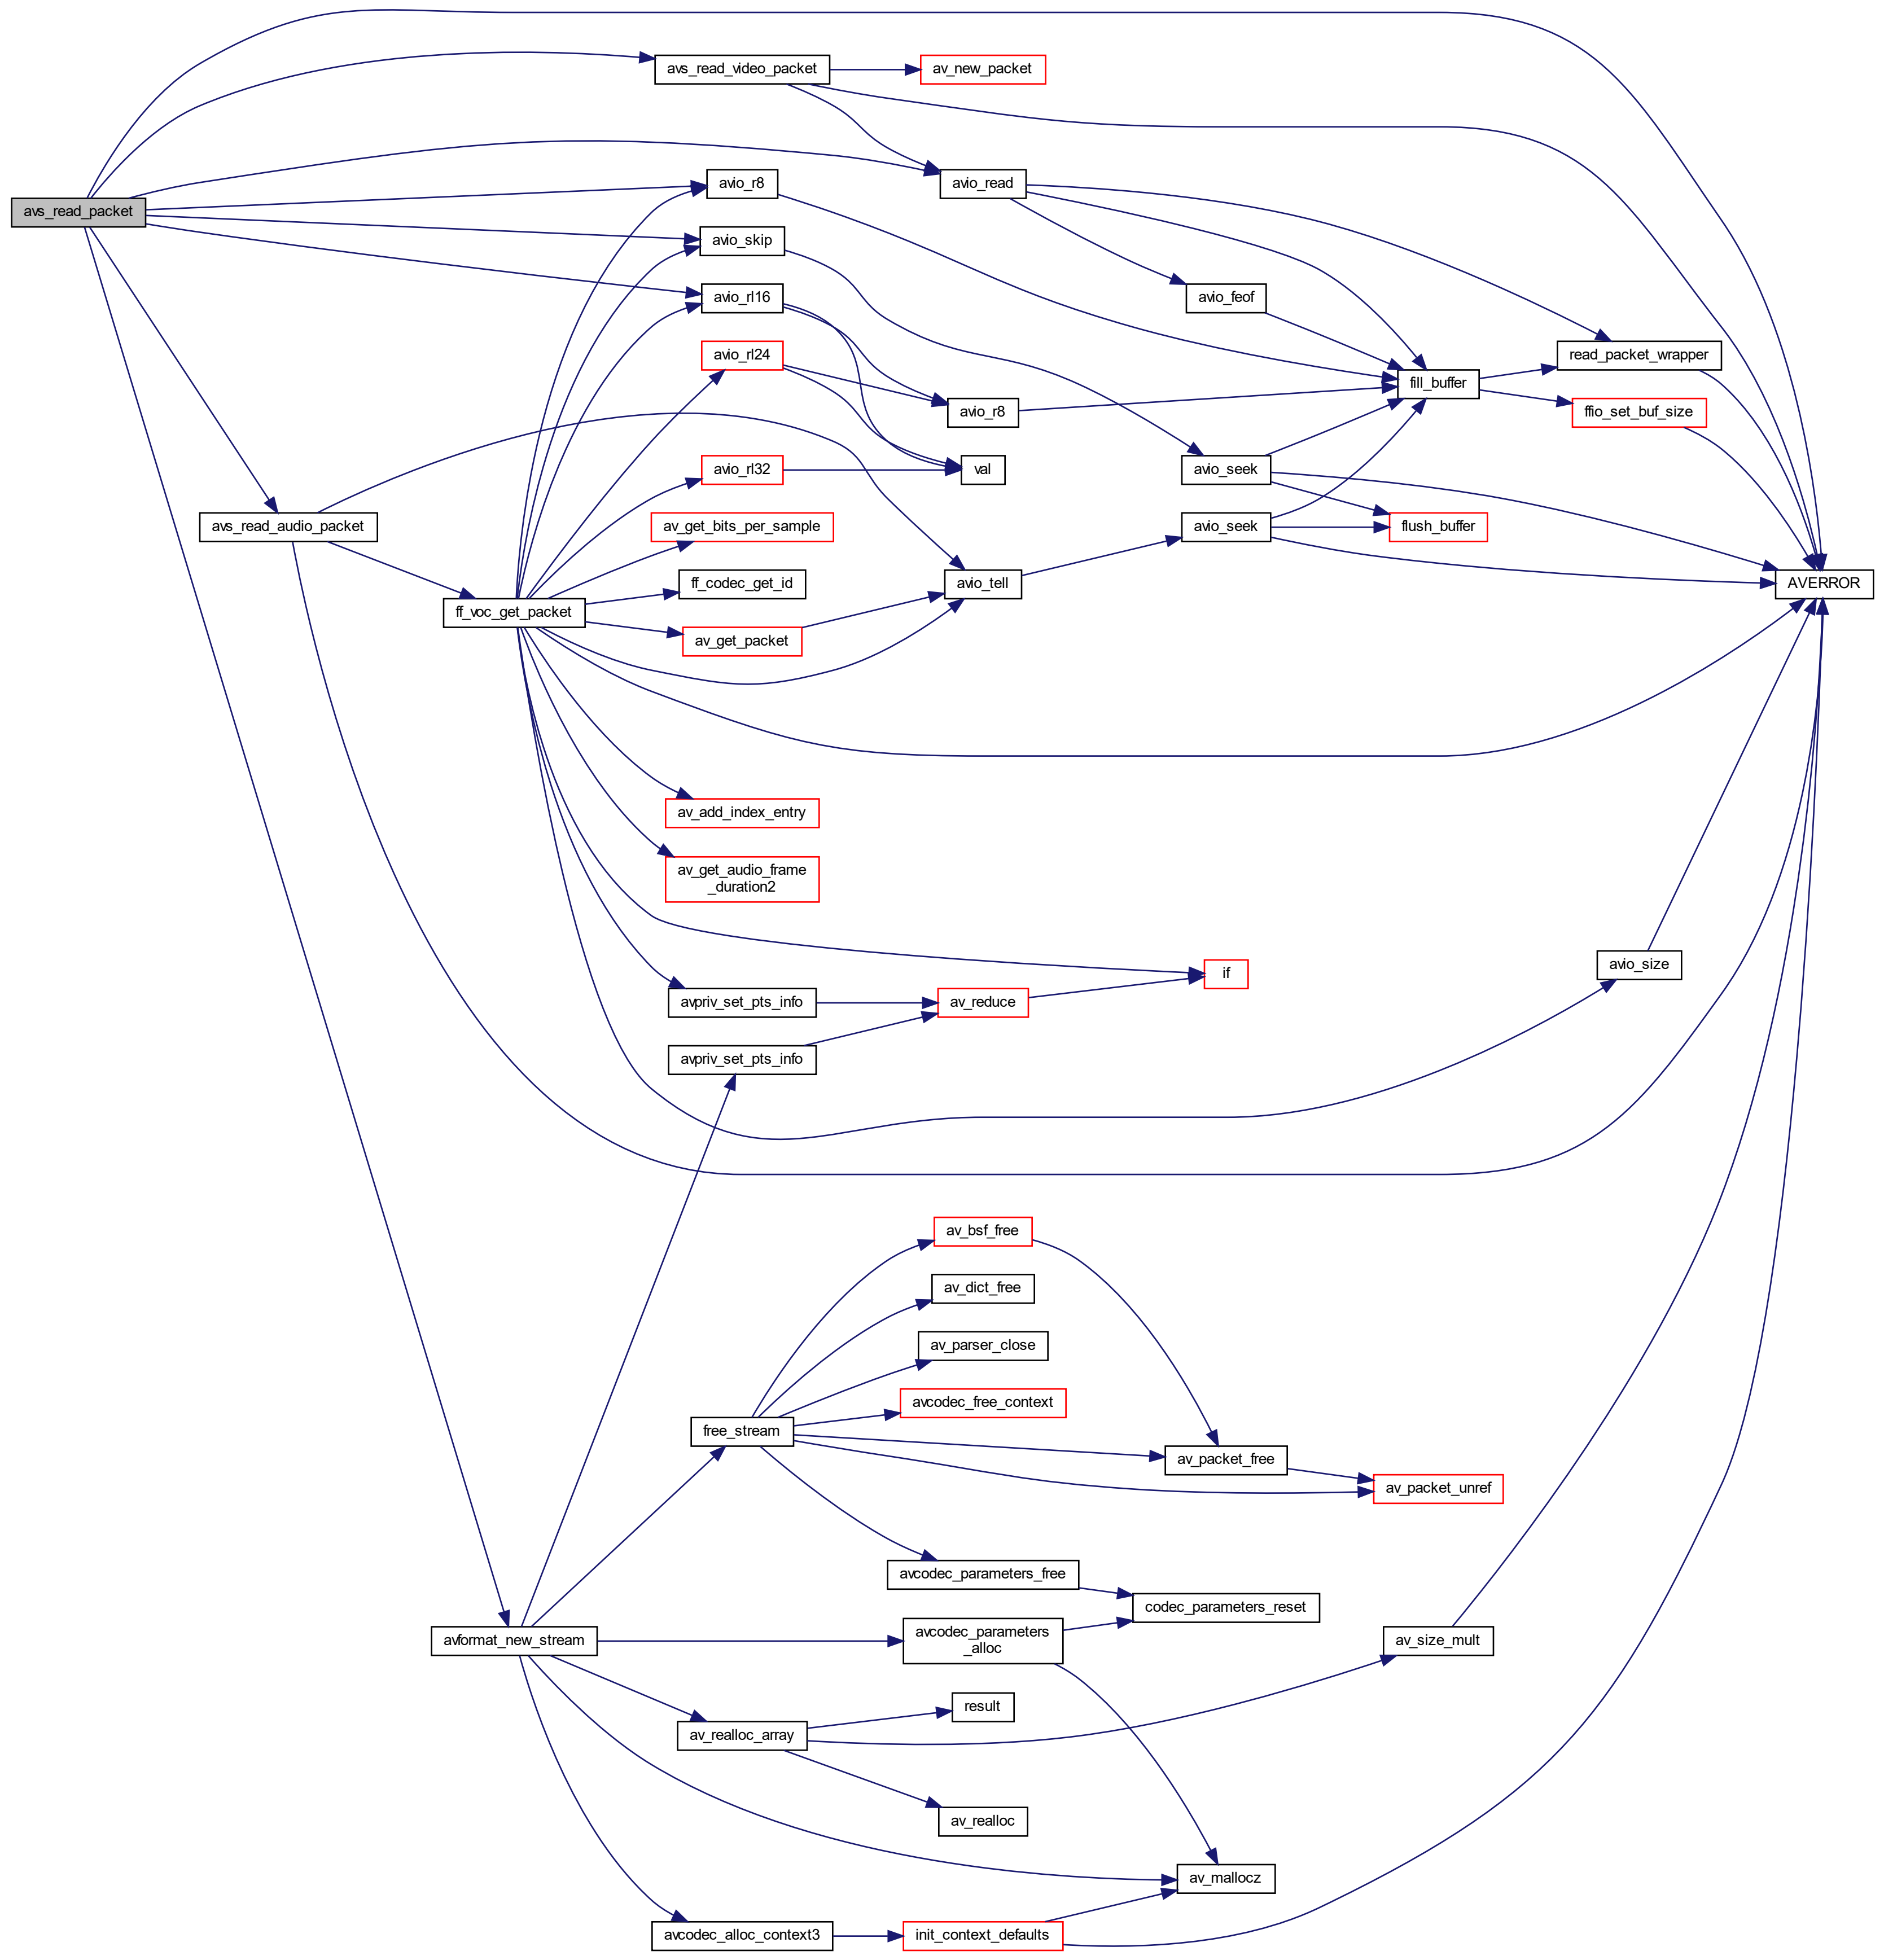 avs_read_video_packet
av_new_packet
avs_read_packet
avio_r8
avio_read
avio_skip
avio_rl16
avio_feof
avio_rl24
read_packet_wrapper
fill_buffer
avio_r8
ffio_set_buf_size
avio_rl32
val
avio_seek
avs_read_audio_packet
av_get_bits_per_sample
avio_seek
flush_buffer
ff_codec_get_id
avio_tell
AVERROR
ff_voc_get_packet
av_get_packet
av_add_index_entry
av_get_audio_frame
_duration2
avio_size
if
avpriv_set_pts_info
av_reduce
avpriv_set_pts_info
av_bsf_free
av_dict_free
av_parser_close
avcodec_free_context
free_stream
av_packet_free
av_packet_unref
avcodec_parameters_free
codec_parameters_reset
avformat_new_stream
avcodec_parameters
_alloc
av_size_mult
result
av_realloc_array
av_realloc
av_mallocz
avcodec_alloc_context3
init_context_defaults